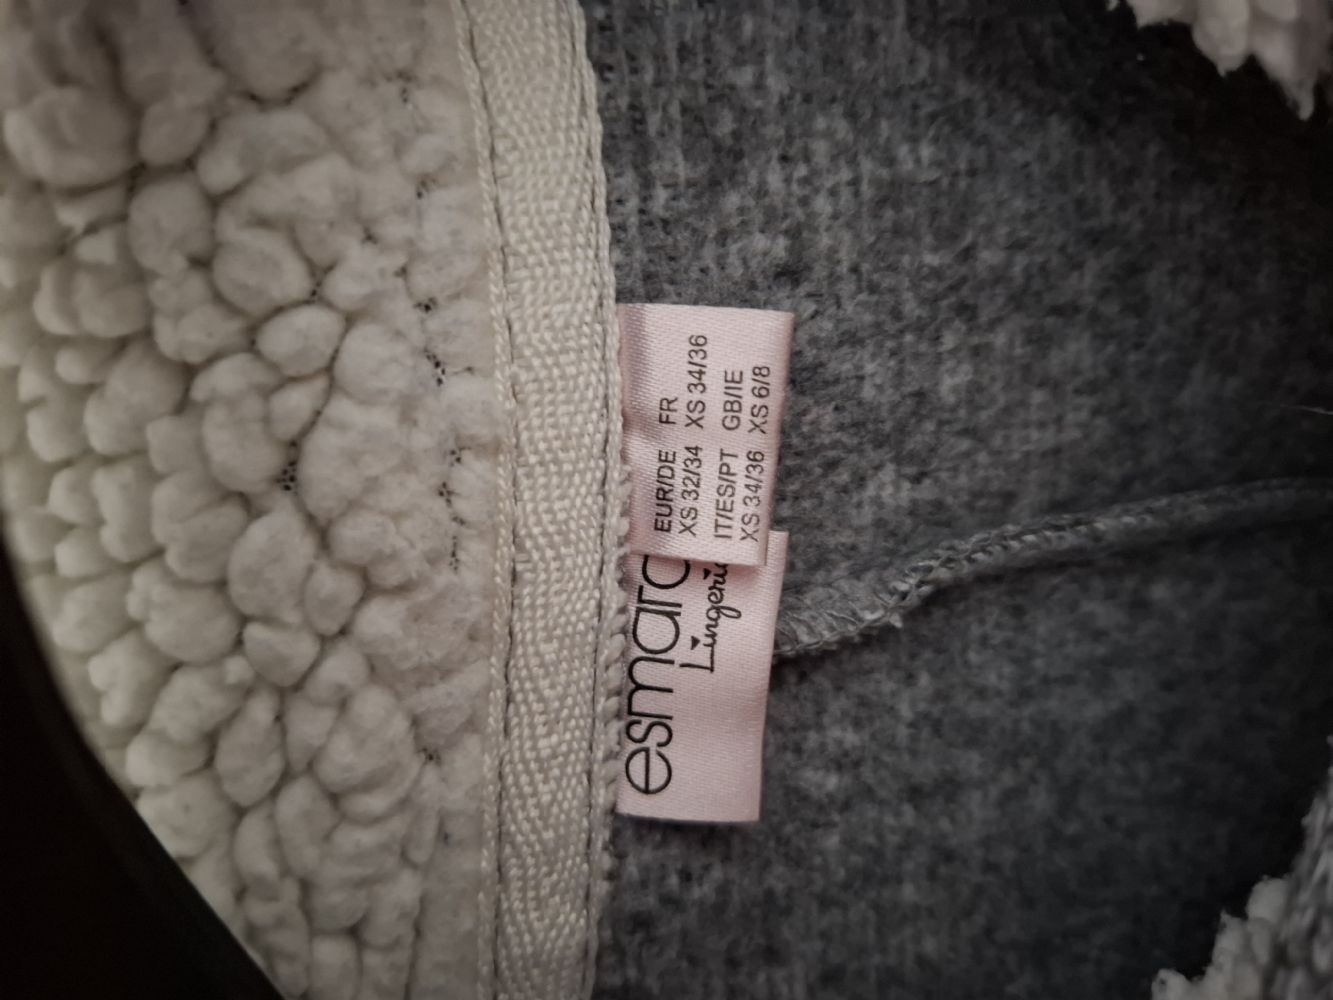 EUR/DE FR
XS 32/34 XS 34/36
IT/ES/PT GB/IE
XS 34/36 XS 6/8
esmara
Lingerie